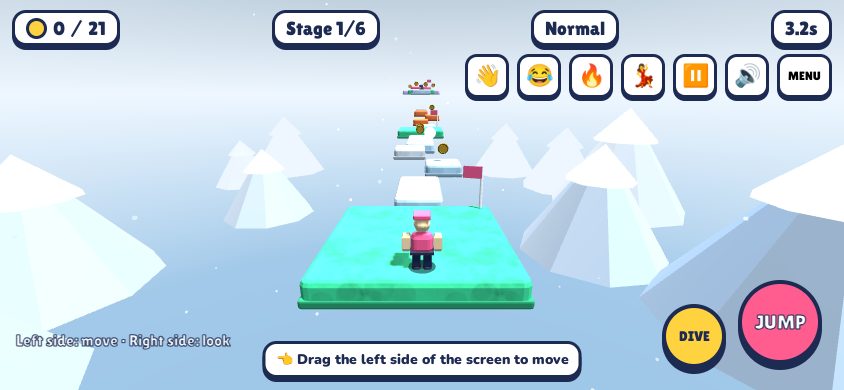 0 / 21
Stage 1/6
Normal
3.2s
MENU
Left side: move · Right side: look
👈 Drag the left side of the screen to move
DIVE
JUMP